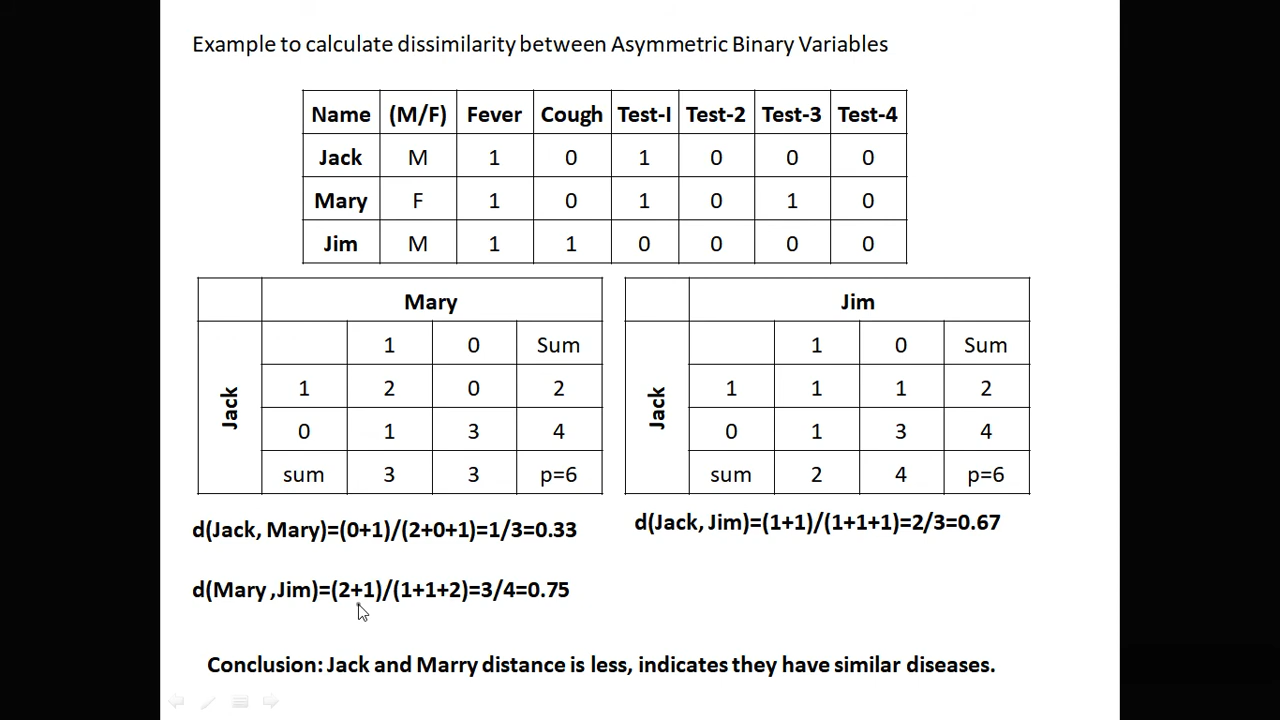 Example to calculate dissimilarity between Asymmetric Binary Variables
Name (M/F) Fever Cough Test-I Test-2 Test-3 Test-4
Jack M 1 0 1 0 0 0
Mary F 1 0 1 0 1 0
Jim M 1 1 0 0 0 0
Mary
Jack
1 0 Sum
1 2 0 2
0 1 3 4
sum 3 3 p=6
Jim
Jack
1 0 Sum
1 1 1 2
0 1 3 4
sum 2 4 p=6
d(Jack, Mary)=(0+1)/(2+0+1)=1/3=0.33
d(Jack, Jim)=(1+1)/(1+1+1)=2/3=0.67
d(Mary ,Jim)=(2+1)/(1+1+2)=3/4=0.75
Conclusion: Jack and Marry distance is less, indicates they have similar diseases.